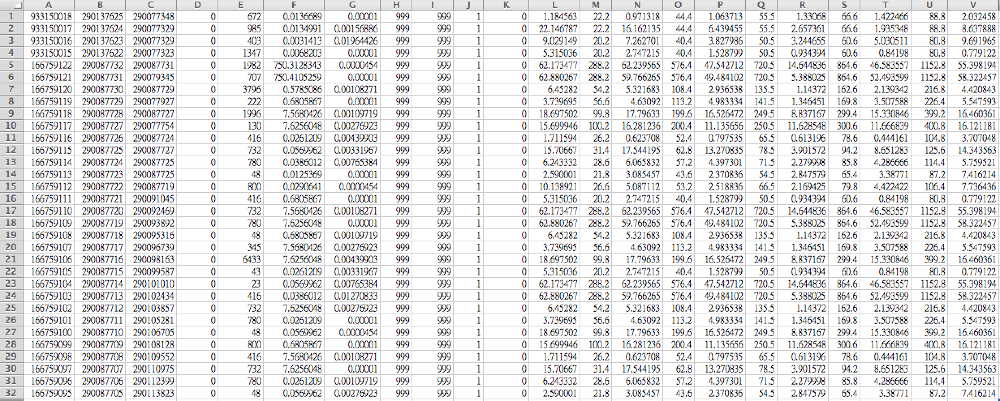 A B C D E F G H I J K L M N O P Q R S T U V
1 933150018 290137625 290077348 0 672 0.0136689 0.00001 999 999 1 0 1.184563 22.2 0.971318 44.4 1.063713 55.5 1.33068 66.6 1.422466 88.8 2.032458
2 933150017 290137624 290077329 0 985 0.0134991 0.00156886 999 999 1 0 22.146787 22.2 16.162135 44.4 6.439455 55.5 2.657361 66.6 1.935348 88.8 8.637888
3 933150016 290137623 290077329 0 403 0.0031413 0.01964426 999 999 1 0 9.029149 20.2 7.262701 40.4 3.827986 50.5 3.244655 60.6 5.030511 80.8 9.691965
4 933150015 290137622 290077323 0 1347 0.0068203 0.00001 999 999 1 0 5.315036 20.2 2.747215 40.4 1.528799 50.5 0.934394 60.6 0.84198 80.8 0.779122
5 166759122 290087732 290087731 0 1982 750.3128343 0.0000454 999 999 1 0 62.173477 288.2 62.239565 576.4 47.542712 720.5 14.644836 864.6 46.583557 1152.8 55.398194
6 166759121 290087731 290079345 0 707 750.4105259 0.00001 999 999 1 0 62.880267 288.2 59.766265 576.4 49.484102 720.5 5.388025 864.6 52.493599 1152.8 58.322457
7 166759120 290087730 290087729 0 3796 0.5785086 0.00108271 999 999 1 0 6.45282 54.2 5.321683 108.4 2.936538 135.5 1.14372 162.6 2.139342 216.8 4.420843
8 166759119 290087729 290077927 0 222 0.6805867 0.00001 999 999 1 0 3.739695 56.6 4.63092 113.2 4.983334 141.5 1.346451 169.8 3.507588 226.4 5.547593
9 166759118 290087728 290087727 0 1996 7.5680426 0.00109719 999 999 1 0 18.697502 99.8 17.79633 199.6 16.526472 249.5 8.837167 299.4 15.330846 399.2 16.460361
10 166759117 290087727 290077754 0 130 7.6256048 0.00276923 999 999 1 0 15.699946 100.2 16.281236 200.4 11.135656 250.5 11.628548 300.6 11.666839 400.8 16.121181
11 166759116 290087726 290087724 0 416 0.0261209 0.00439903 999 999 1 0 1.711594 26.2 0.623708 52.4 0.797535 65.5 0.613196 78.6 0.444161 104.8 3.707048
12 166759115 290087725 290087727 0 732 0.0569962 0.00331967 999 999 1 0 15.70667 31.4 17.544195 62.8 13.270835 78.5 3.901572 94.2 8.651283 125.6 14.343563
13 166759114 290087724 290087725 0 780 0.0386012 0.00765384 999 999 1 0 6.243332 28.6 6.065832 57.2 4.397301 71.5 2.279998 85.8 4.286666 114.4 5.759521
14 166759113 290087723 290087725 0 48 0.0125369 0.00001 999 999 1 0 2.590001 21.8 3.085457 43.6 2.370836 54.5 2.847579 65.4 3.38771 87.2 7.416214
15 166759112 290087722 290087719 0 800 0.0290641 0.0000454 999 999 1 0 10.138921 26.6 5.087112 53.2 2.518836 66.5 2.169425 79.8 4.422422 106.4 7.736436
16 166759111 290087721 290091045 0 416 0.6805867 0.00001 999 999 1 0 5.315036 20.2 2.747215 40.4 1.528799 50.5 0.934394 60.6 0.84198 80.8 0.779122
17 166759110 290087720 290092469 0 732 7.5680426 0.00108271 999 999 1 0 62.173477 288.2 62.239565 576.4 47.542712 720.5 14.644836 864.6 46.583557 1152.8 55.398194
18 166759109 290087719 290093892 0 780 7.6256048 0.00001 999 999 1 0 62.880267 288.2 59.766265 576.4 49.484102 720.5 5.388025 864.6 52.493599 1152.8 58.322457
19 166759108 290087718 290095316 0 48 0.6805867 0.00109719 999 999 1 0 6.45282 54.2 5.321683 108.4 2.936538 135.5 1.14372 162.6 2.139342 216.8 4.420843
20 166759107 290087717 290096739 0 345 7.5680426 0.00276923 999 999 1 0 3.739695 56.6 4.63092 113.2 4.983334 141.5 1.346451 169.8 3.507588 226.4 5.547593
21 166759106 290087716 290098163 0 6433 7.6256048 0.00439903 999 999 1 0 18.697502 99.8 17.79633 199.6 16.526472 249.5 8.837167 299.4 15.330846 399.2 16.460361
22 166759105 290087715 290099587 0 43 0.0261209 0.00331967 999 999 1 0 5.315036 20.2 2.747215 40.4 1.528799 50.5 0.934394 60.6 0.84198 80.8 0.779122
23 166759104 290087714 290101010 0 23 0.0569962 0.00765384 999 999 1 0 62.173477 288.2 62.239565 576.4 47.542712 720.5 14.644836 864.6 46.583557 1152.8 55.398194
24 166759103 290087713 290102434 0 416 0.0386012 0.01270833 999 999 1 0 62.880267 288.2 59.766265 576.4 49.484102 720.5 5.388025 864.6 52.493599 1152.8 58.322457
25 166759102 290087712 290103857 0 732 7.6256048 0.00276923 999 999 1 0 6.45282 54.2 5.321683 108.4 2.936538 135.5 1.14372 162.6 2.139342 216.8 4.420843
26 166759101 290087711 290105281 0 780 0.0261209 0.00001 999 999 1 0 3.739695 56.6 4.63092 113.2 4.983334 141.5 1.346451 169.8 3.507588 226.4 5.547593
27 166759100 290087710 290106705 0 48 0.0569962 0.0000454 999 999 1 0 18.697502 99.8 17.79633 199.6 16.526472 249.5 8.837167 299.4 15.330846 399.2 16.460361
28 166759099 290087709 290108128 0 800 0.6805867 0.00001 999 999 1 0 15.699946 100.2 16.281236 200.4 11.135656 250.5 11.628548 300.6 11.666839 400.8 16.121181
29 166759098 290087708 290109552 0 416 7.5680426 0.00108271 999 999 1 0 1.711594 26.2 0.623708 52.4 0.797535 65.5 0.613196 78.6 0.444161 104.8 3.707048
30 166759097 290087707 290110975 0 732 7.6256048 0.00001 999 999 1 0 15.70667 31.4 17.544195 62.8 13.270835 78.5 3.901572 94.2 8.651283 125.6 14.343563
31 166759096 290087706 290112399 0 780 0.0261209 0.00109719 999 999 1 0 6.243332 28.6 6.065832 57.2 4.397301 71.5 2.279998 85.8 4.286666 114.4 5.759521
32 166759095 290087705 290113823 0 48 0.0569962 0.00276923 999 999 1 0 2.590001 21.8 3.085457 43.6 2.370836 54.5 2.847579 65.4 3.38771 87.2 7.416214